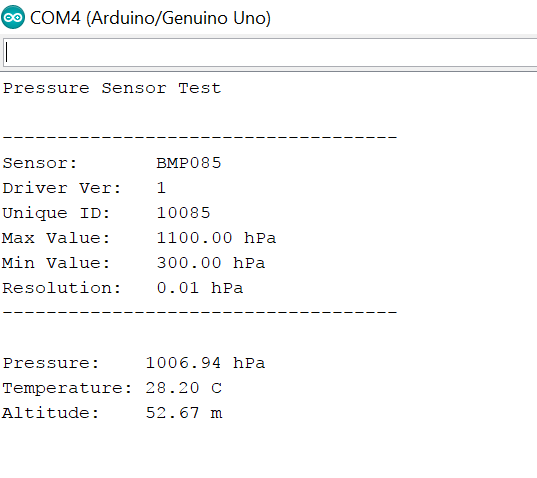 COM4 (Arduino/Genuino Uno)
Pressure Sensor Test
------------------------------------
Sensor:       BMP085
Driver Ver:   1
Unique ID:    10085
Max Value:    1100.00 hPa
Min Value:    300.00 hPa
Resolution:   0.01 hPa
------------------------------------
Pressure:    1006.94 hPa
Temperature: 28.20 C
Altitude:    52.67 m